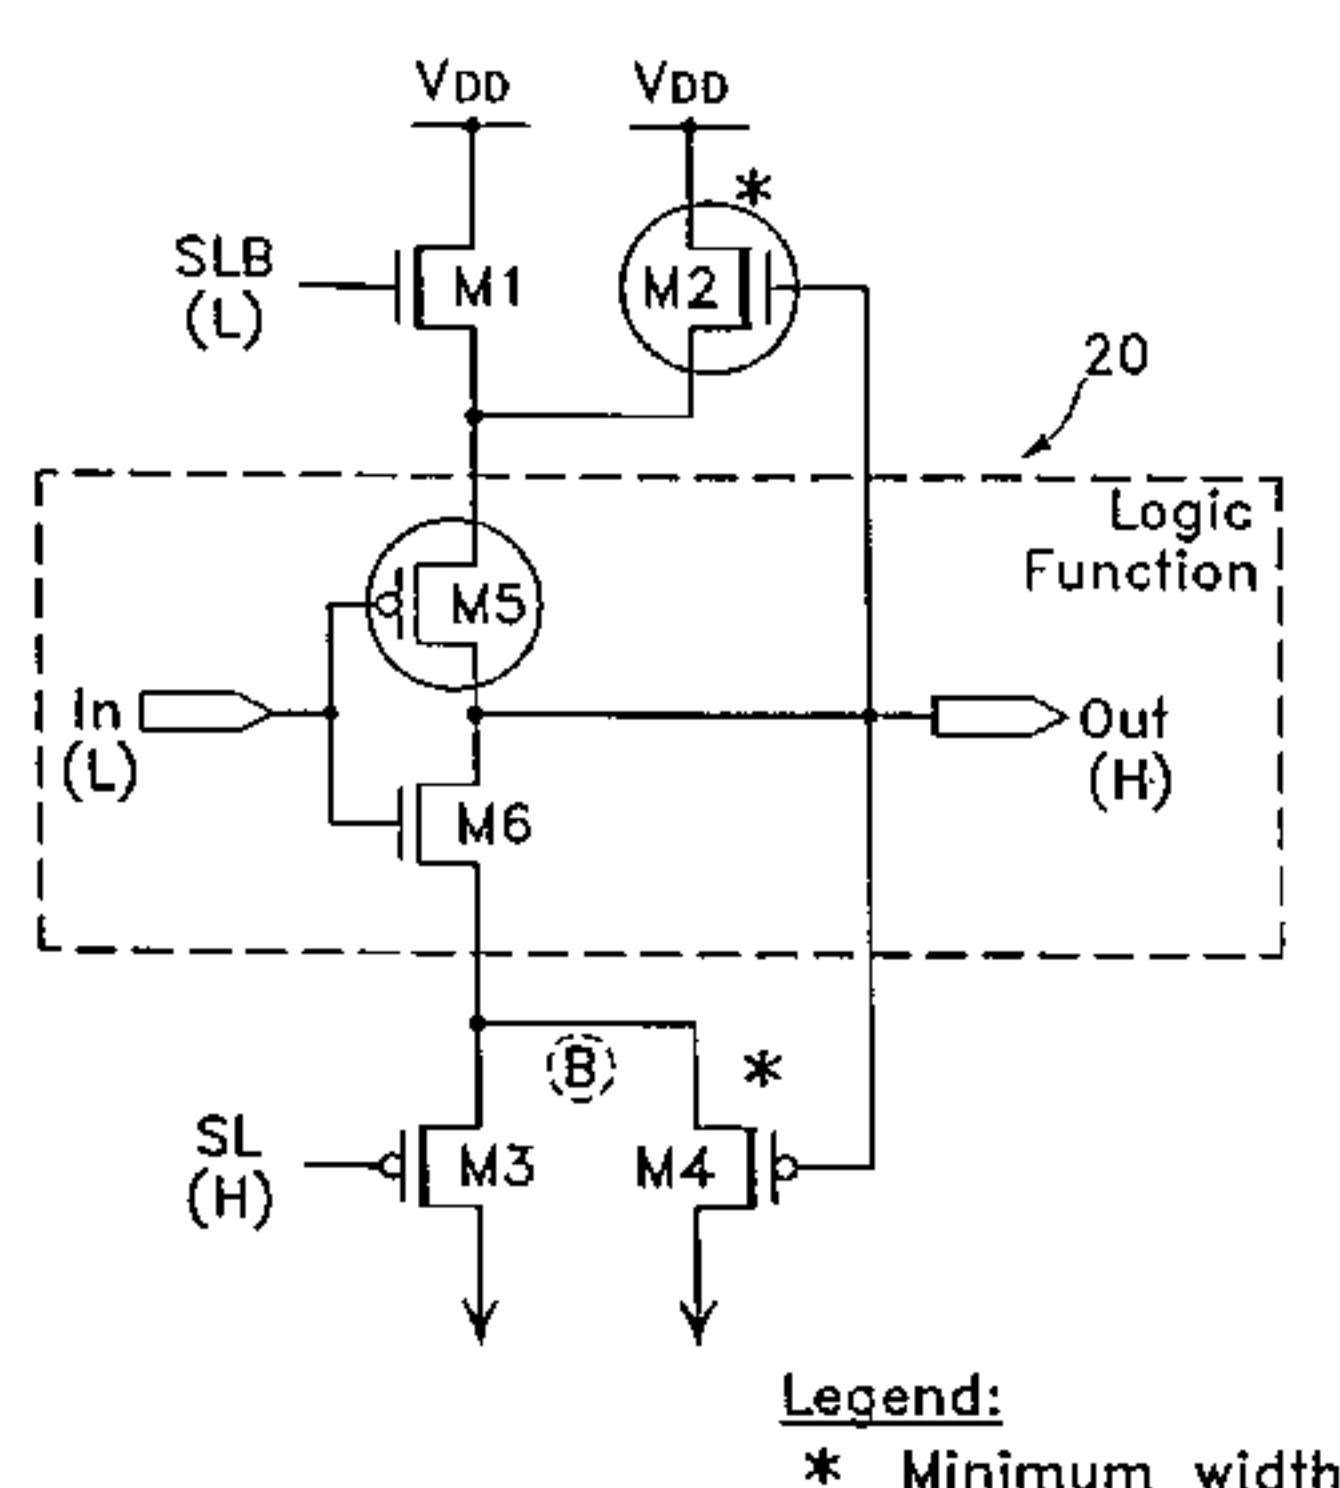 VDD VDD
*
SLB
(L)
M1
M2
20
Logic
Function
M5
In
(L)
Out
(H)
M6
B
*
SL
(H)
M3
M4
Legend:
* Minimum width